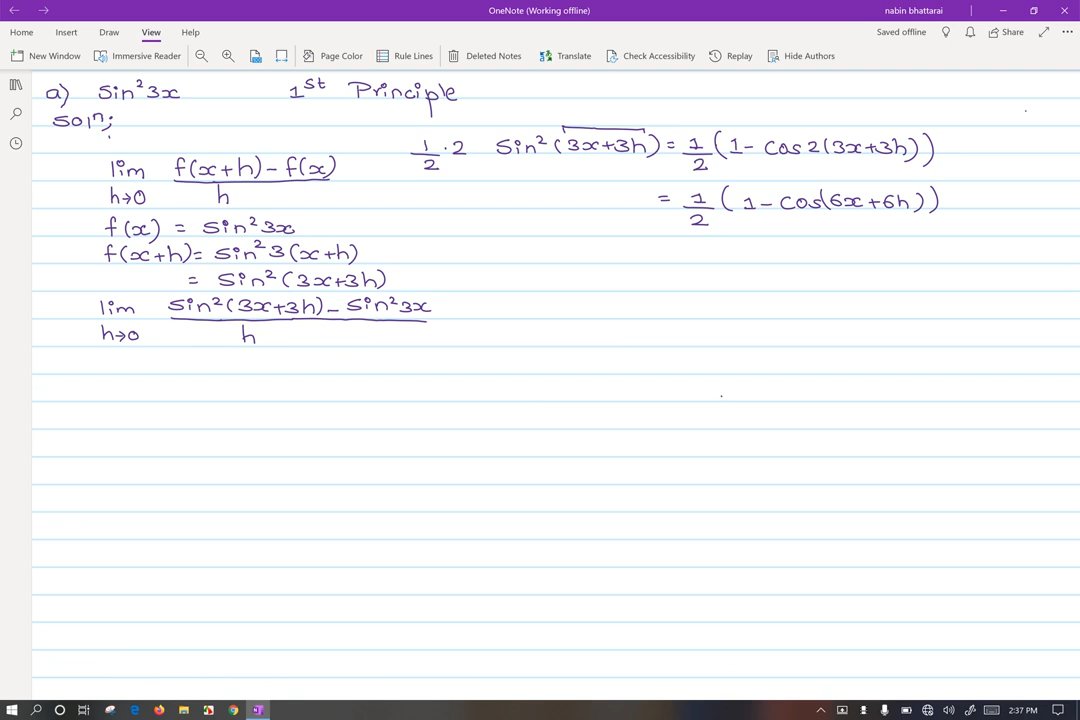 OneNote (Working offline)
nabin bhattarai
Home Insert Draw View Help
Saved offline Share
New Window Immersive Reader Page Color Rule Lines Deleted Notes Translate Check Accessibility Replay Hide Authors
a) sin²3x 1st Principle
Solⁿ;
1/2 · 2 sin²(3x+3h) = 1/2 (1 - cos 2(3x+3h))
= 1/2 ( 1 - cos(6x+6h))
lim h→0 f(x+h) - f(x) / h
f(x) = sin²3x
f(x+h) = sin²3(x+h)
= sin²(3x+3h)
lim h→0 sin²(3x+3h) - sin²3x / h
2:37 PM